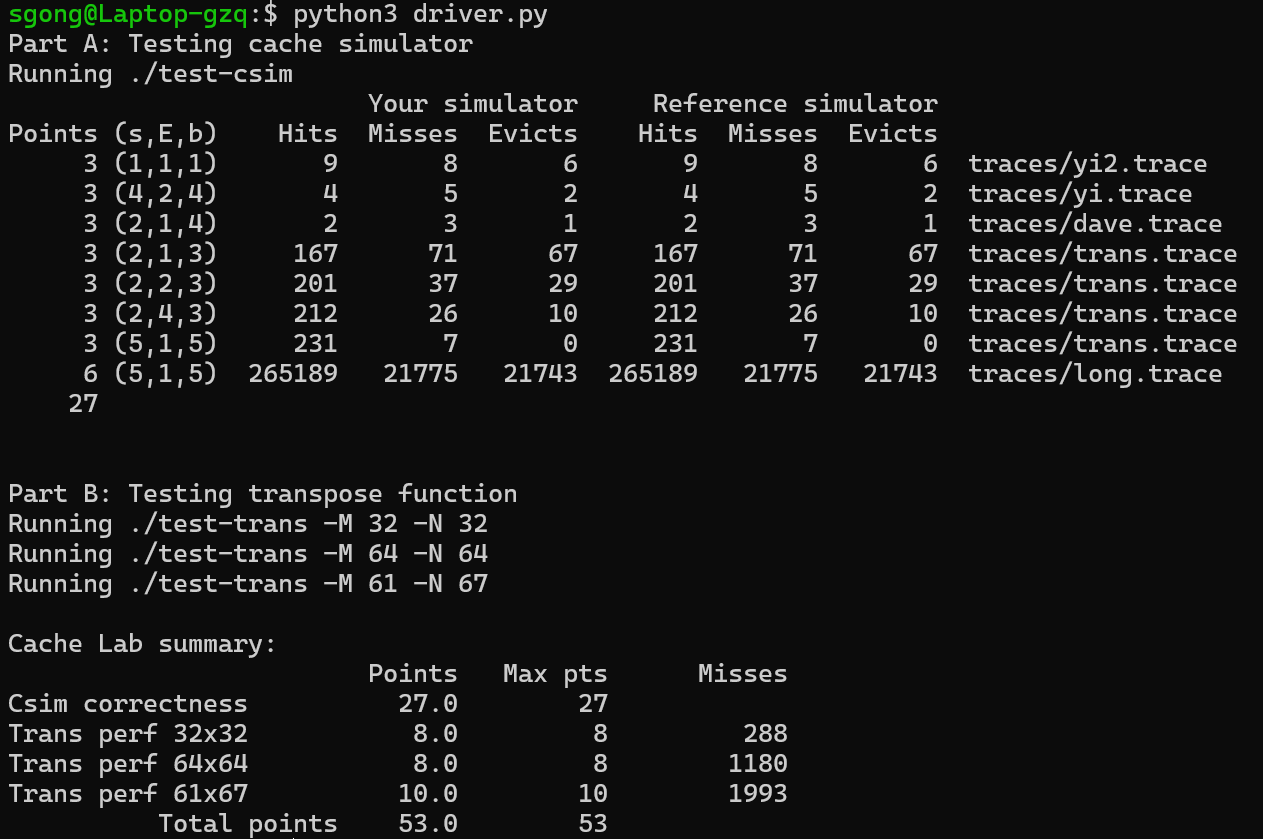 sgong@Laptop-gzq:$ python3 driver.py
Part A: Testing cache simulator
Running ./test-csim
                        Your simulator     Reference simulator
Points (s,E,b)    Hits  Misses  Evicts    Hits  Misses  Evicts
     3 (1,1,1)       9       8       6       9       8       6  traces/yi2.trace
     3 (4,2,4)       4       5       2       4       5       2  traces/yi.trace
     3 (2,1,4)       2       3       1       2       3       1  traces/dave.trace
     3 (2,1,3)     167      71      67     167      71      67  traces/trans.trace
     3 (2,2,3)     201      37      29     201      37      29  traces/trans.trace
     3 (2,4,3)     212      26      10     212      26      10  traces/trans.trace
     3 (5,1,5)     231       7       0     231       7       0  traces/trans.trace
     6 (5,1,5)  265189   21775   21743  265189   21775   21743  traces/long.trace
    27
Part B: Testing transpose function
Running ./test-trans -M 32 -N 32
Running ./test-trans -M 64 -N 64
Running ./test-trans -M 61 -N 67
Cache Lab summary:
                        Points   Max pts      Misses
Csim correctness          27.0        27
Trans perf 32x32           8.0         8         288
Trans perf 64x64           8.0         8        1180
Trans perf 61x67          10.0        10        1993
          Total points    53.0        53